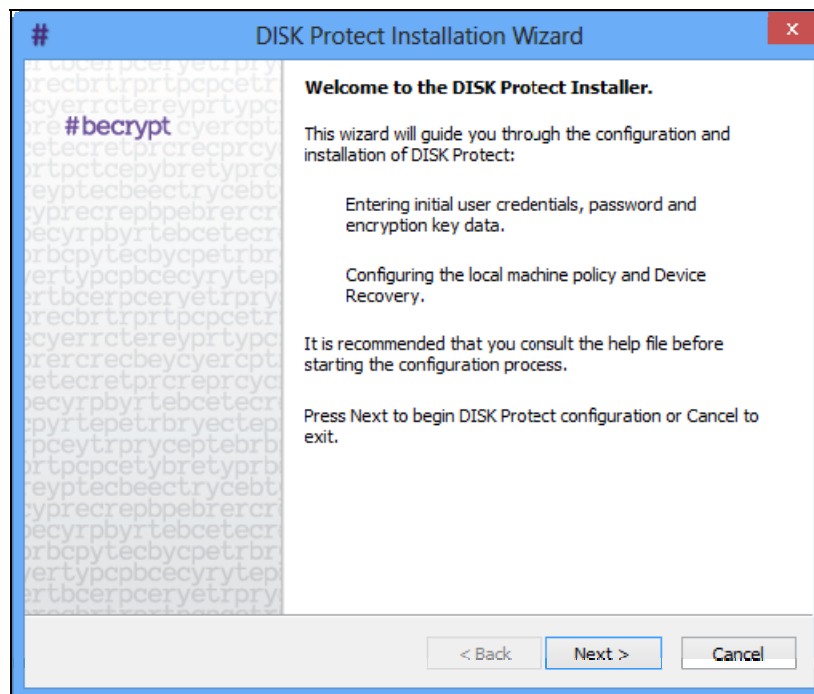 # DISK Protect Installation Wizard x
#becrypt
Welcome to the DISK Protect Installer.
This wizard will guide you through the configuration and
installation of DISK Protect:
Entering initial user credentials, password and
encryption key data.
Configuring the local machine policy and Device
Recovery.
It is recommended that you consult the help file before
starting the configuration process.
Press Next to begin DISK Protect configuration or Cancel to
exit.
< Back Next > Cancel